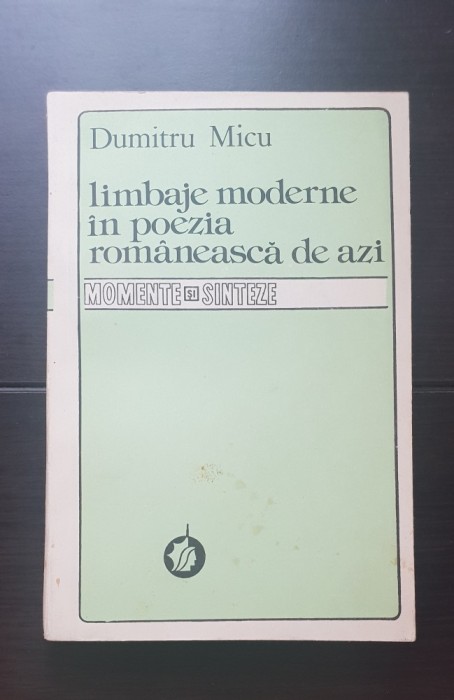 Dumitru Micu
limbaje moderne
în poezia
românească de azi
MOMENTE ȘI SINTEZE